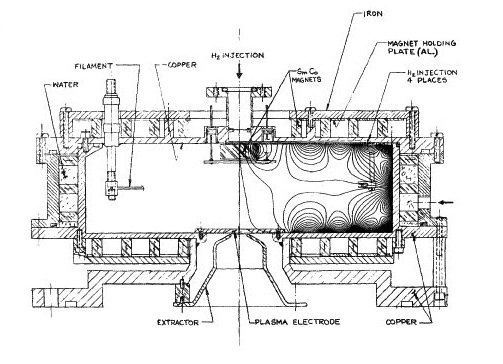 IRON
H2 INJECTION
MAGNET HOLDING
PLATE (AL.)
FILAMENT
COPPER
SmCo
MAGNETS
H2 INJECTION
4 PLACES
WATER
EXTRACTOR
PLASMA ELECTRODE
COPPER